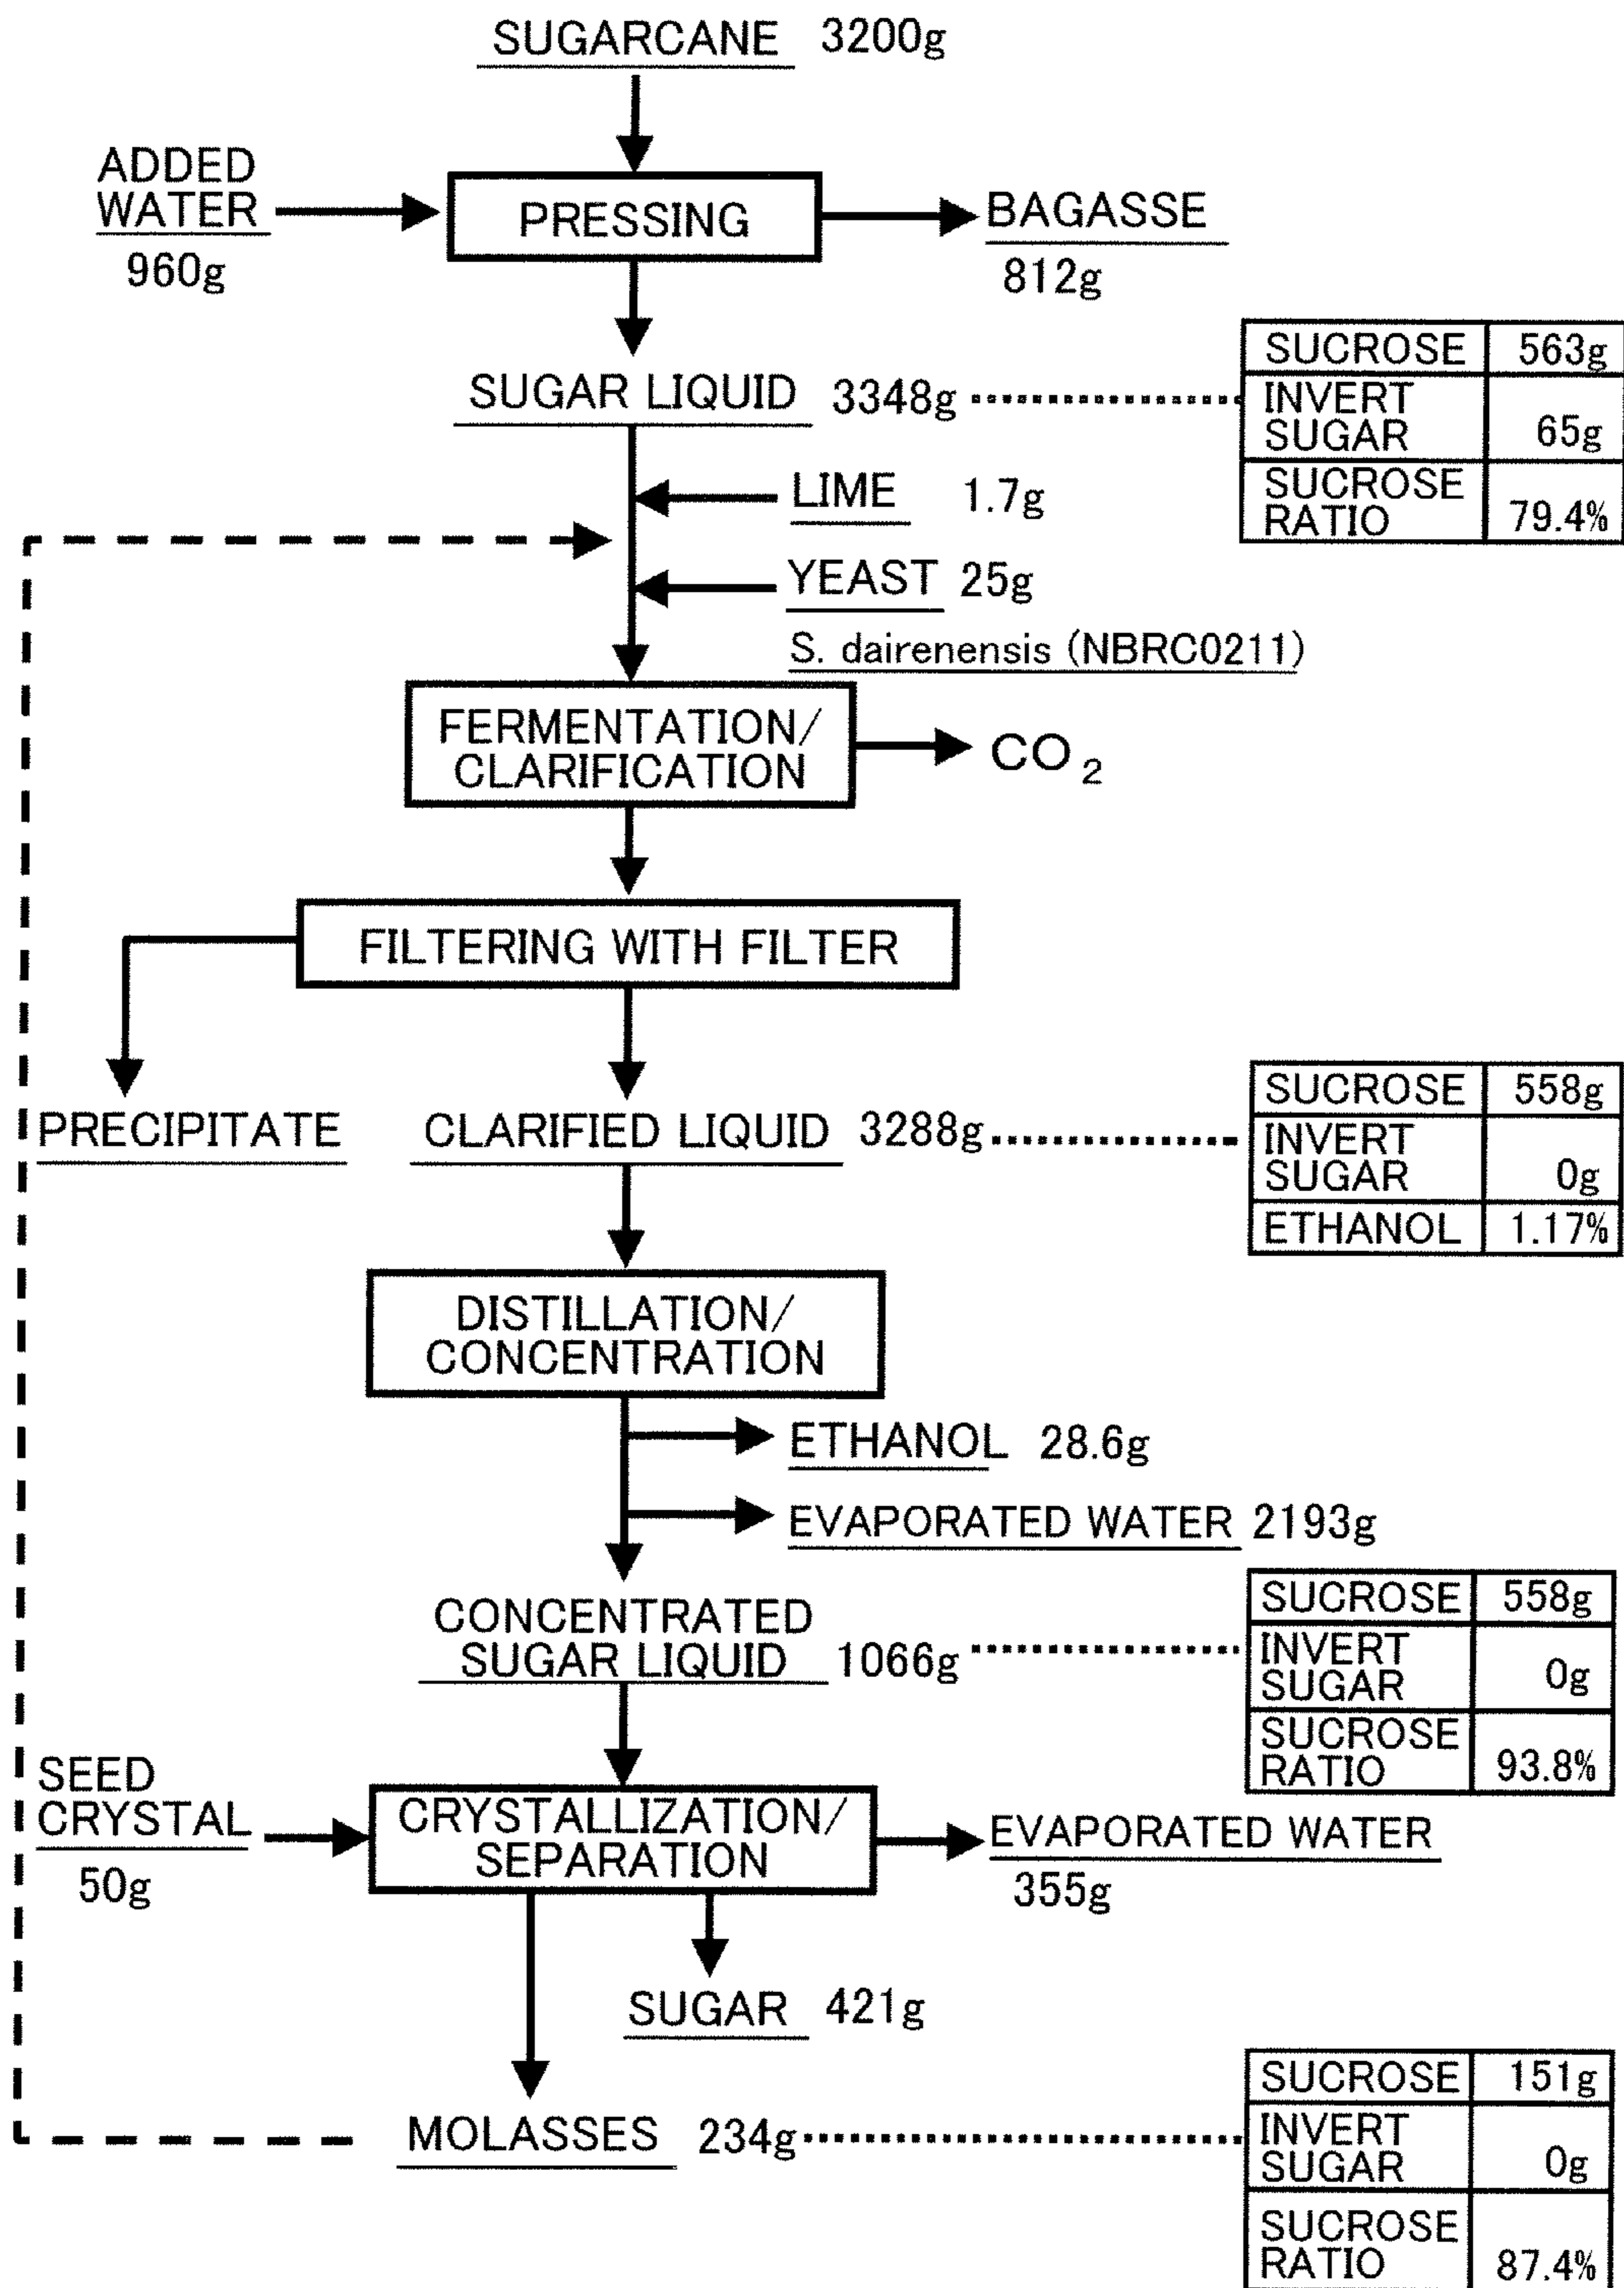 SUGARCANE 3200g
ADDED
WATER
960g
PRESSING
BAGASSE
812g
SUGAR LIQUID 3348g
SUCROSE 563g
INVERT
SUGAR 65g
SUCROSE
RATIO 79.4%
LIME 1.7g
YEAST 25g
S. dairenensis (NBRC0211)
FERMENTATION/
CLARIFICATION
CO2
FILTERING WITH FILTER
PRECIPITATE
CLARIFIED LIQUID 3288g
SUCROSE 558g
INVERT
SUGAR 0g
ETHANOL 1.17%
DISTILLATION/
CONCENTRATION
ETHANOL 28.6g
EVAPORATED WATER 2193g
CONCENTRATED
SUGAR LIQUID 1066g
SUCROSE 558g
INVERT
SUGAR 0g
SUCROSE
RATIO 93.8%
SEED
CRYSTAL
50g
CRYSTALLIZATION/
SEPARATION
EVAPORATED WATER
355g
SUGAR 421g
MOLASSES 234g
SUCROSE 151g
INVERT
SUGAR 0g
SUCROSE
RATIO 87.4%